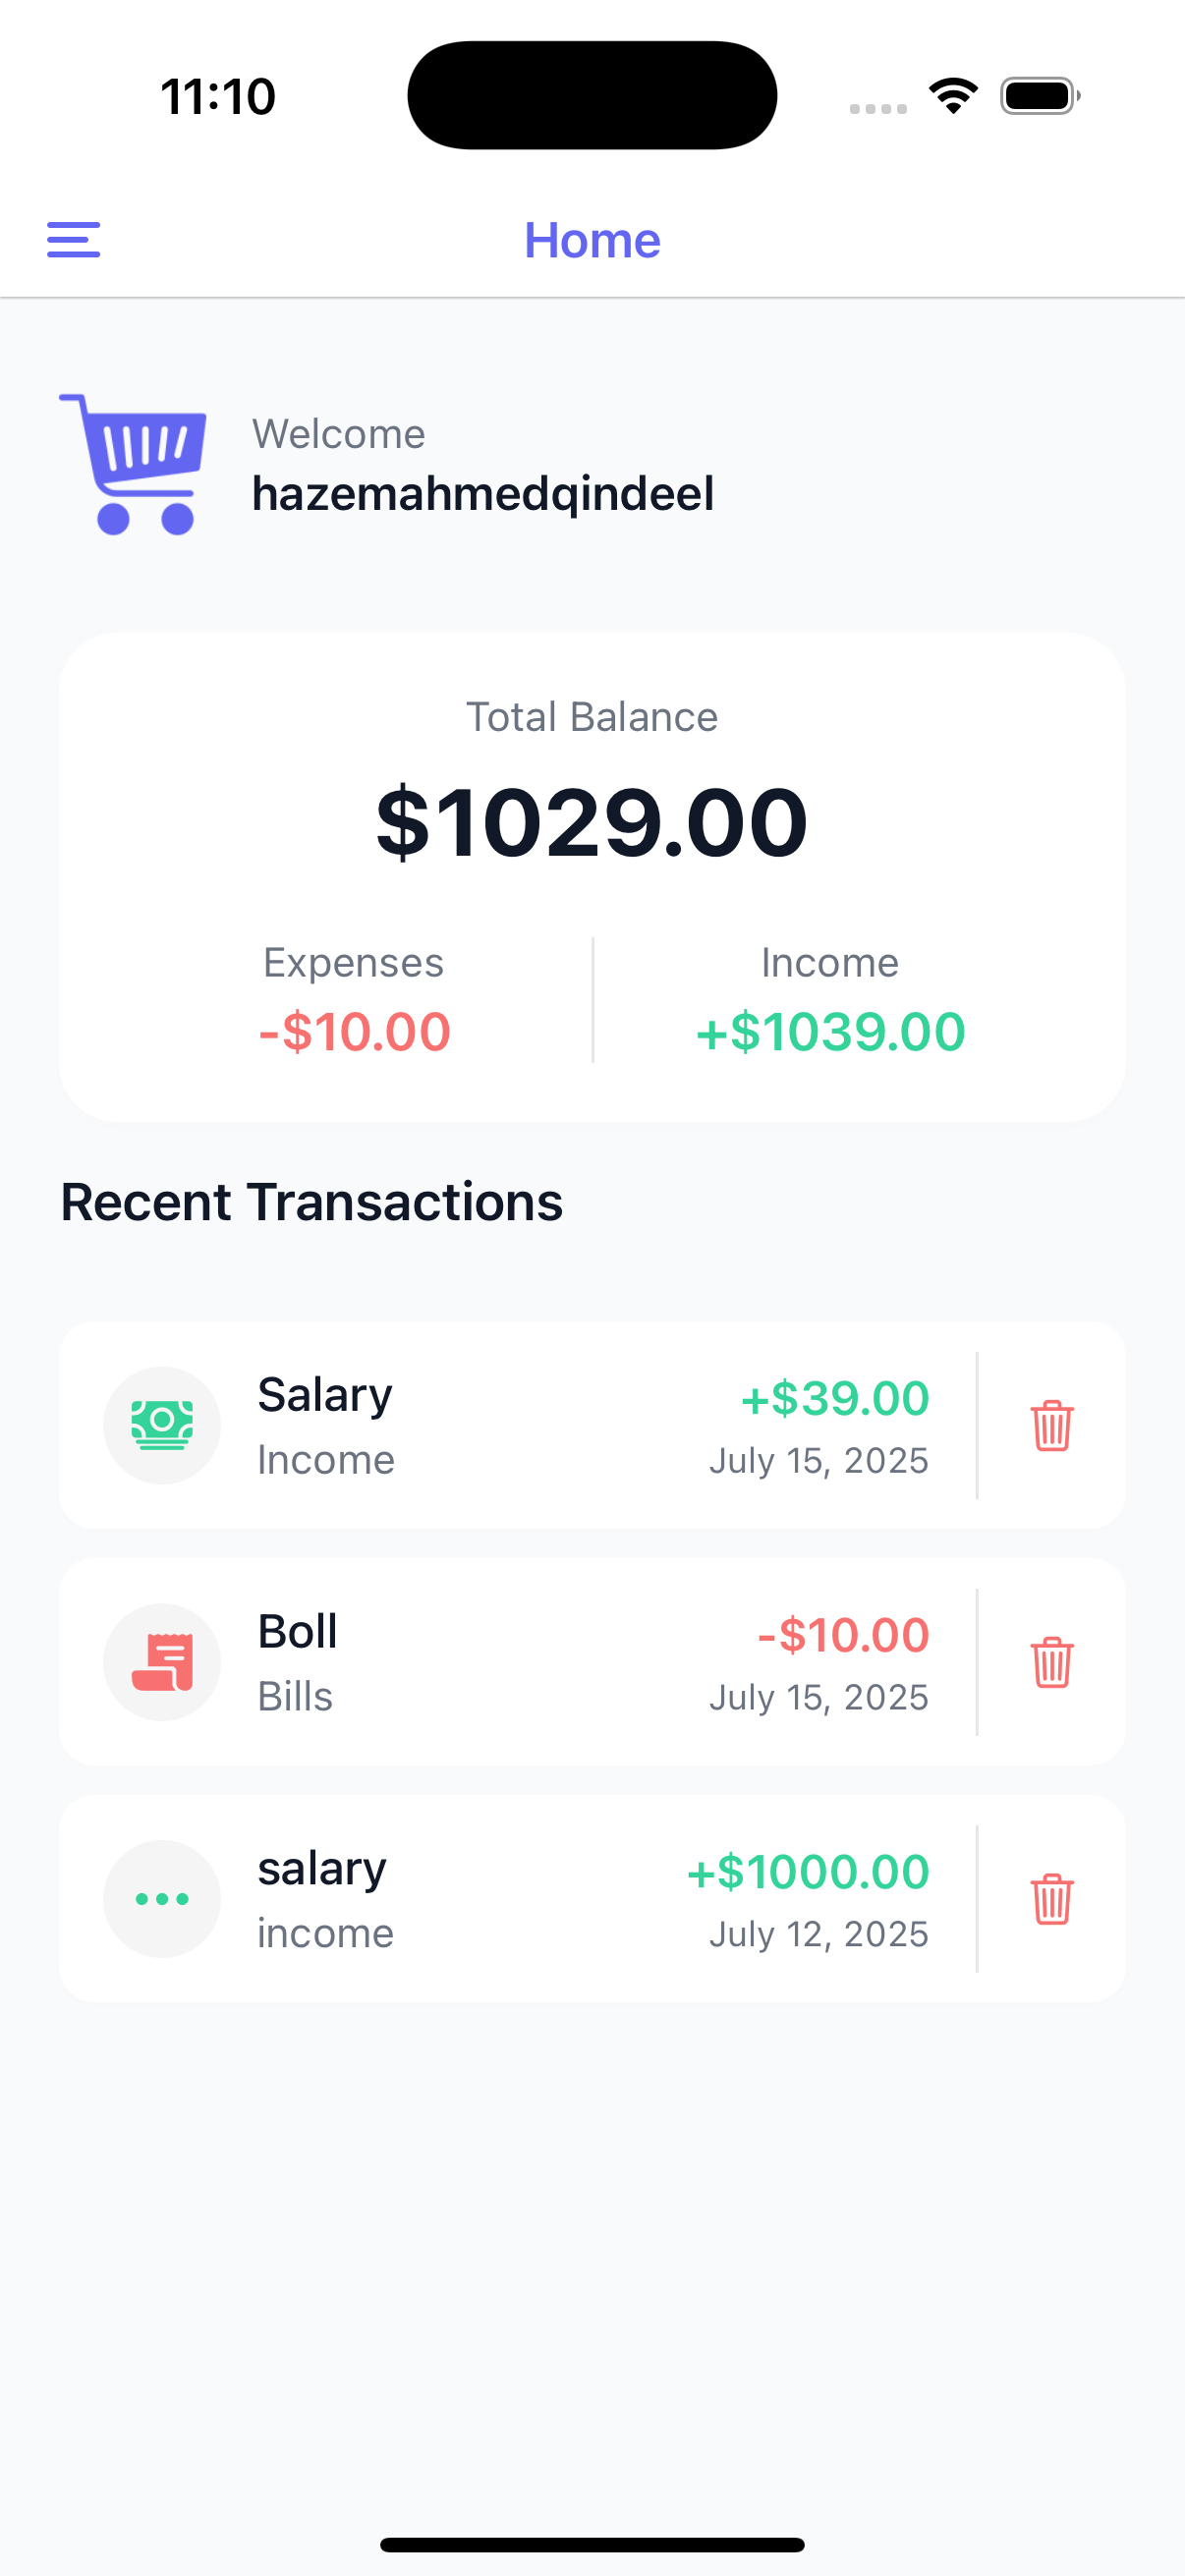 11:10
Home
Welcome
hazemahmedqindeel
Total Balance
$1029.00
Expenses
Income
-$10.00
+$1039.00
Recent Transactions
Salary
+$39.00
Income
July 15, 2025
Boll
-$10.00
Bills
July 15, 2025
salary
+$1000.00
income
July 12, 2025